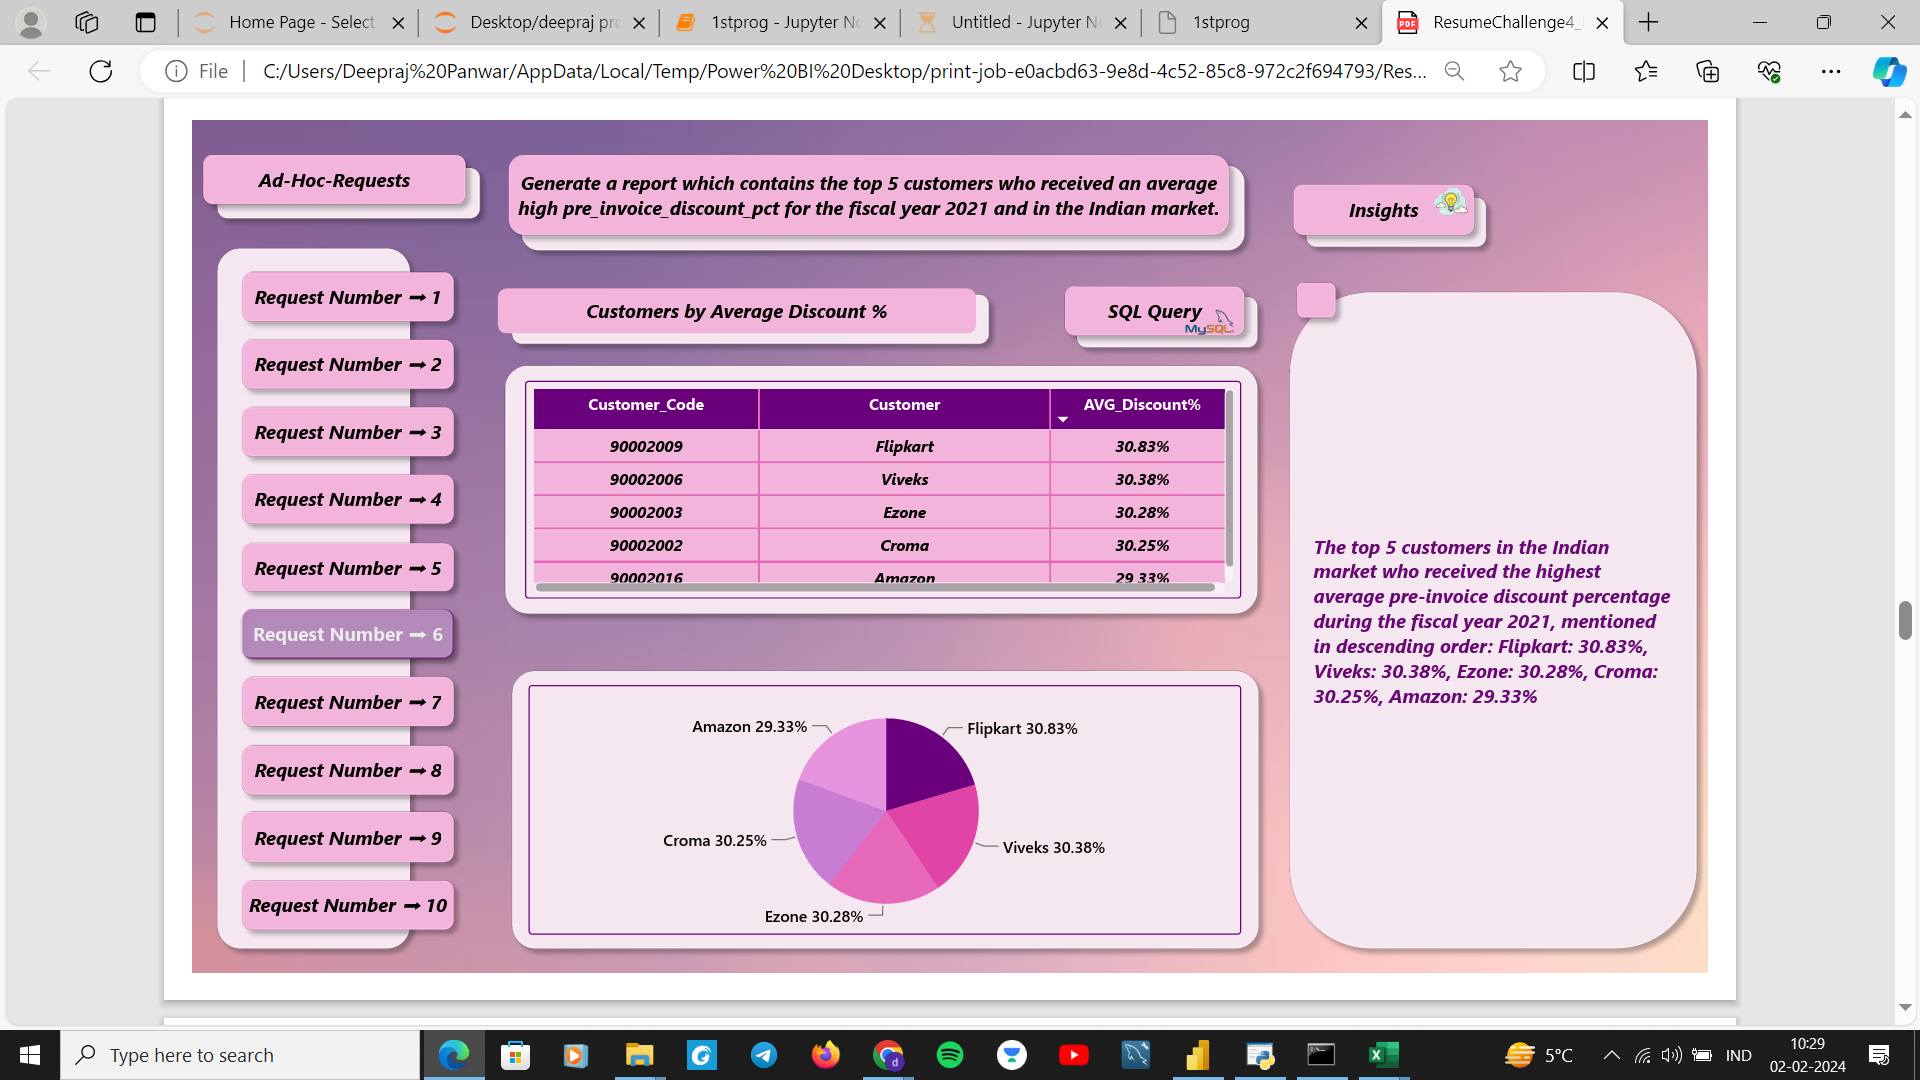 Home Page - Select
Desktop/deepraj pro
1stprog - Jupyter No
Untitled - Jupyter No
1stprog
ResumeChallenge4_
File
C:/Users/Deepraj%20Panwar/AppData/Local/Temp/Power%20BI%20Desktop/print-job-e0acbd63-9e8d-4c52-85c8-972c2f694793/Res...
Ad-Hoc-Requests
Generate a report which contains the top 5 customers who received an average
high pre_invoice_discount_pct for the fiscal year 2021 and in the Indian market.
Insights
Request Number → 1
Request Number → 2
Request Number → 3
Request Number → 4
Request Number → 5
Request Number → 6
Request Number → 7
Request Number → 8
Request Number → 9
Request Number → 10
Customers by Average Discount %
SQL Query
MySQL
Customer_Code Customer AVG_Discount%
90002009 Flipkart 30.83%
90002006 Viveks 30.38%
90002003 Ezone 30.28%
90002002 Croma 30.25%
90002016 Amazon 29.33%
Amazon 29.33%
Flipkart 30.83%
Croma 30.25%
Viveks 30.38%
Ezone 30.28%
The top 5 customers in the Indian
market who received the highest
average pre-invoice discount percentage
during the fiscal year 2021, mentioned
in descending order: Flipkart: 30.83%,
Viveks: 30.38%, Ezone: 30.28%, Croma:
30.25%, Amazon: 29.33%
Type here to search
5°C
IND
10:29
02-02-2024